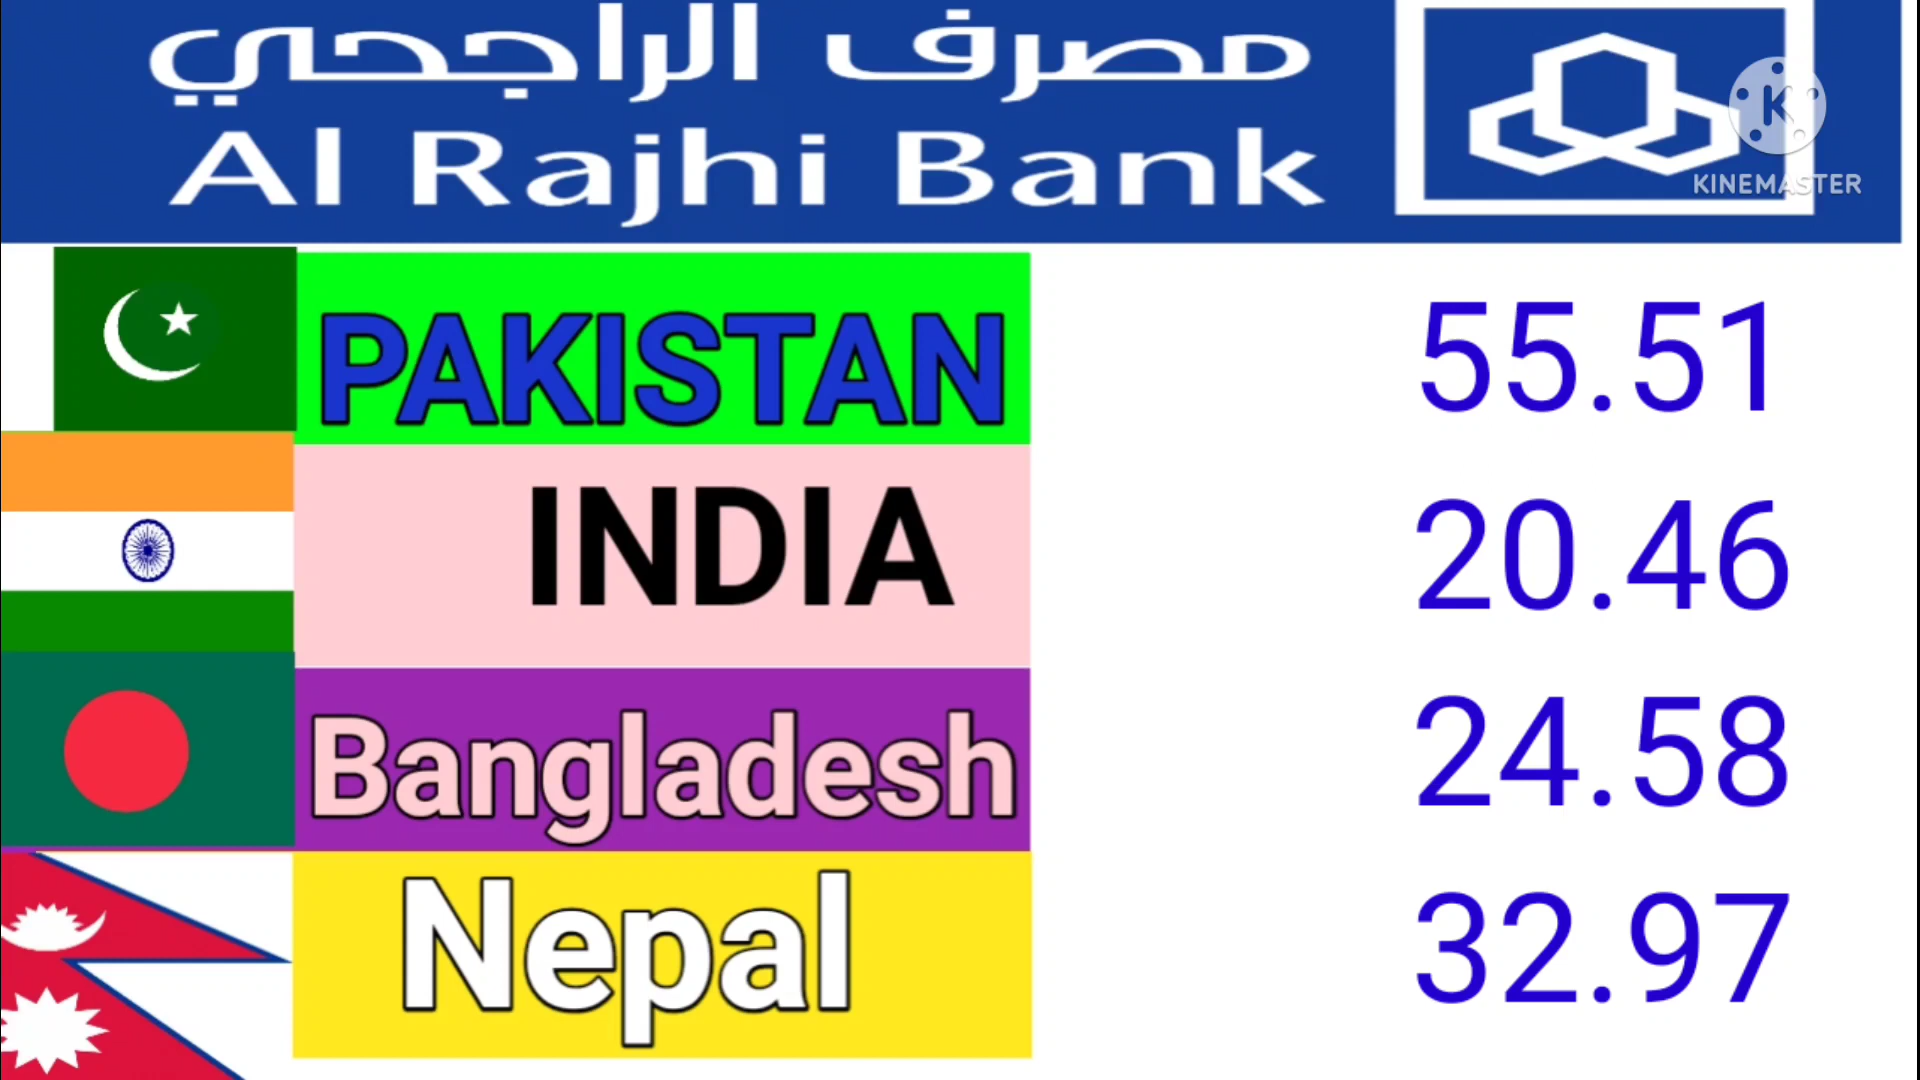 مصرف الراجحي
Al Rajhi Bank
K
KINEMASTER
PAKISTAN 55.51
INDIA 20.46
Bangladesh 24.58
Nepal 32.97